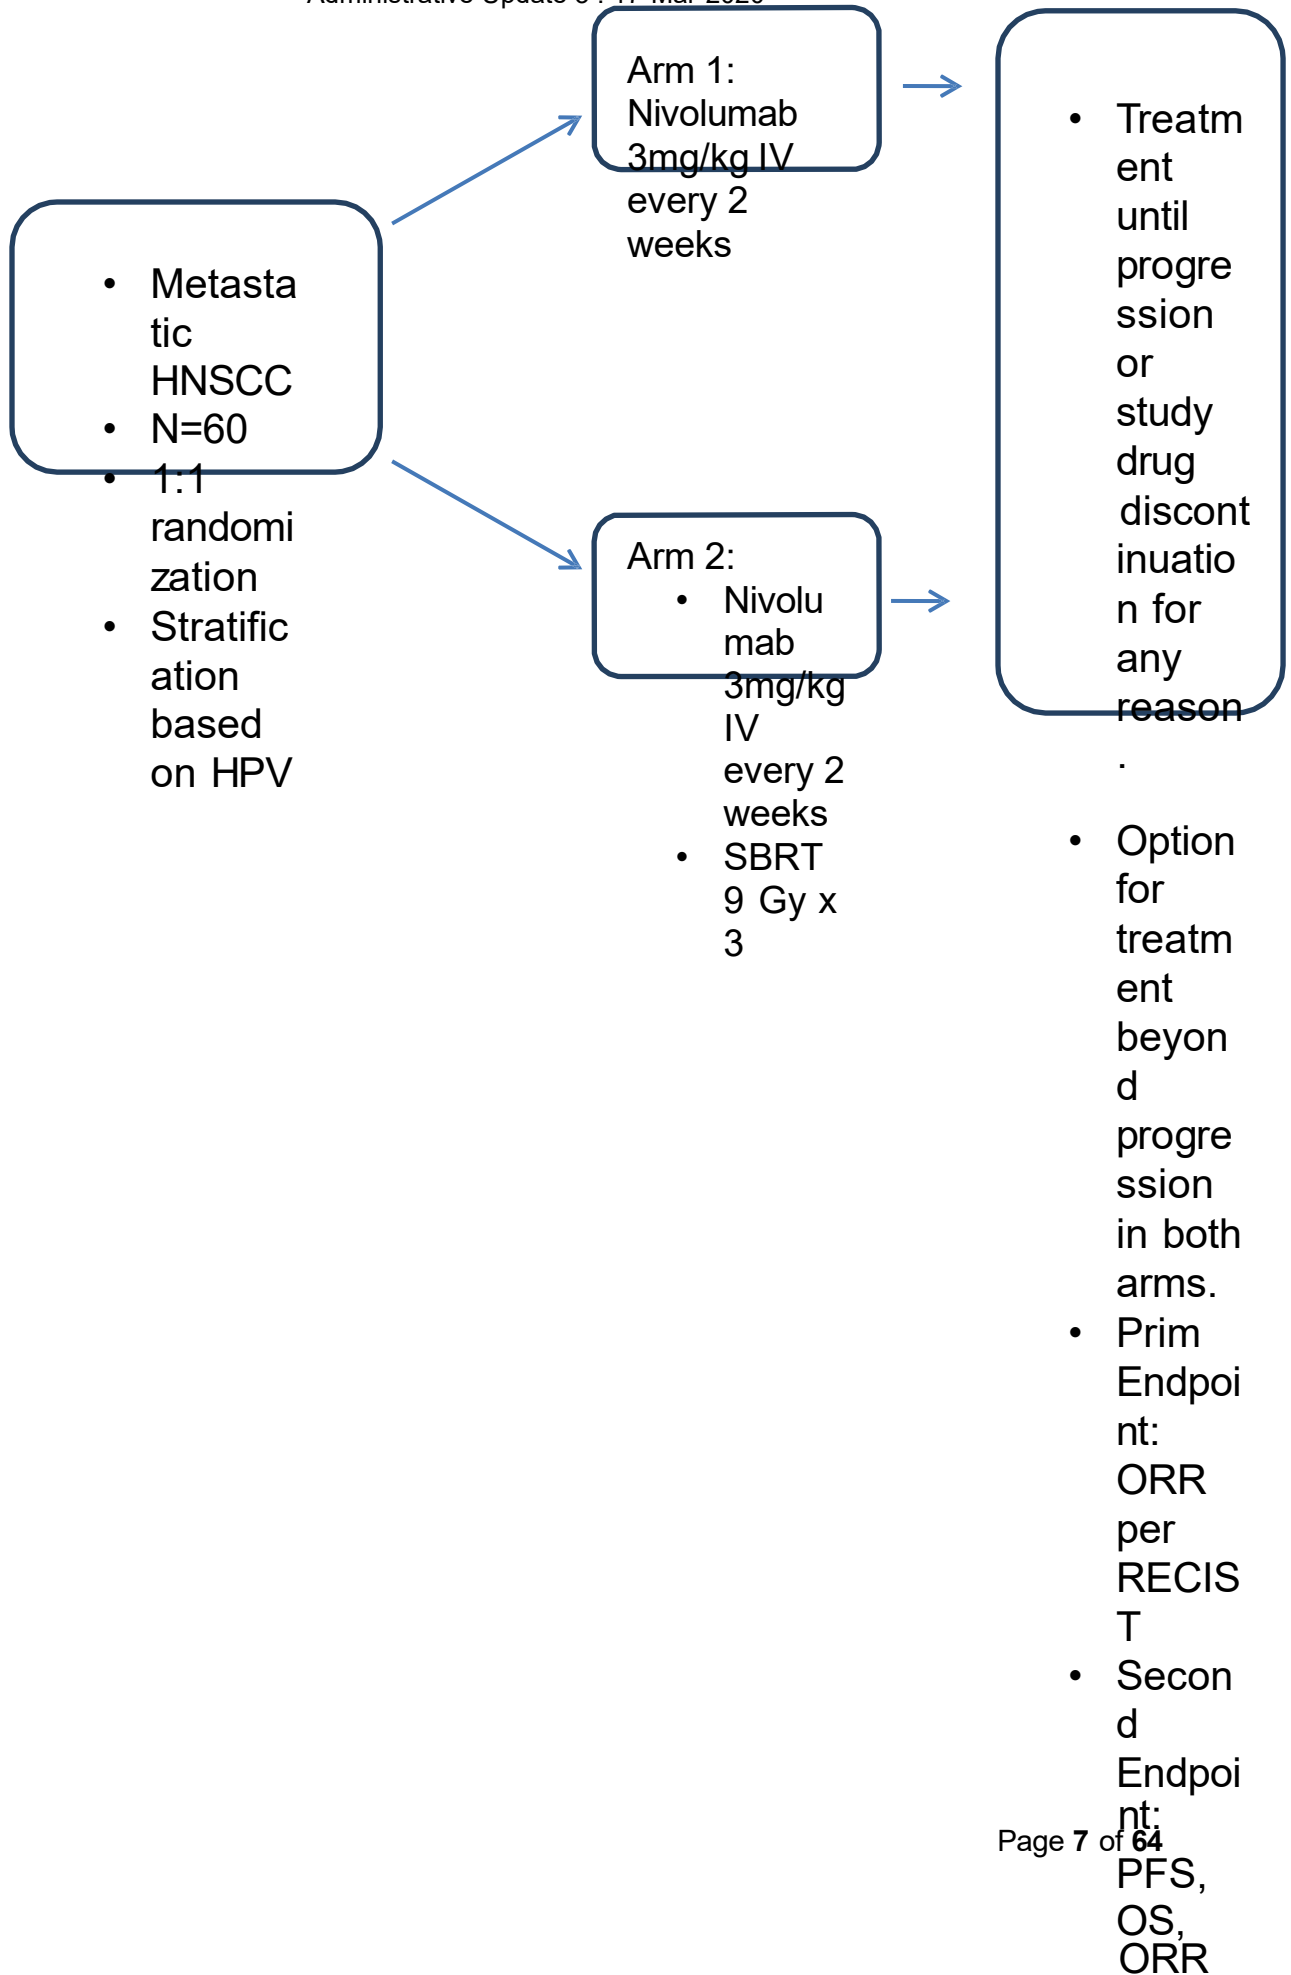 Arm 1:
Nivolumab
3mg/kg IV
every 2
weeks
• Metasta
tic
HNSCC
• N=60
• 1:1
randomi
zation
• Stratific
ation
based
on HPV
Arm 2:
• Nivolu
mab
3mg/kg
IV
every 2
weeks
• SBRT
9 Gy x
3
• Treatm
ent
until
progre
ssion
or
study
drug
discont
inuatio
n for
any
reason
.
• Option
for
treatm
ent
beyon
d
progre
ssion
in both
arms.
• Prim
Endpoi
nt:
ORR
per
RECIS
T
• Secon
d
Endpoi
nt:
Page 7 of 64
PFS,
OS,
ORR